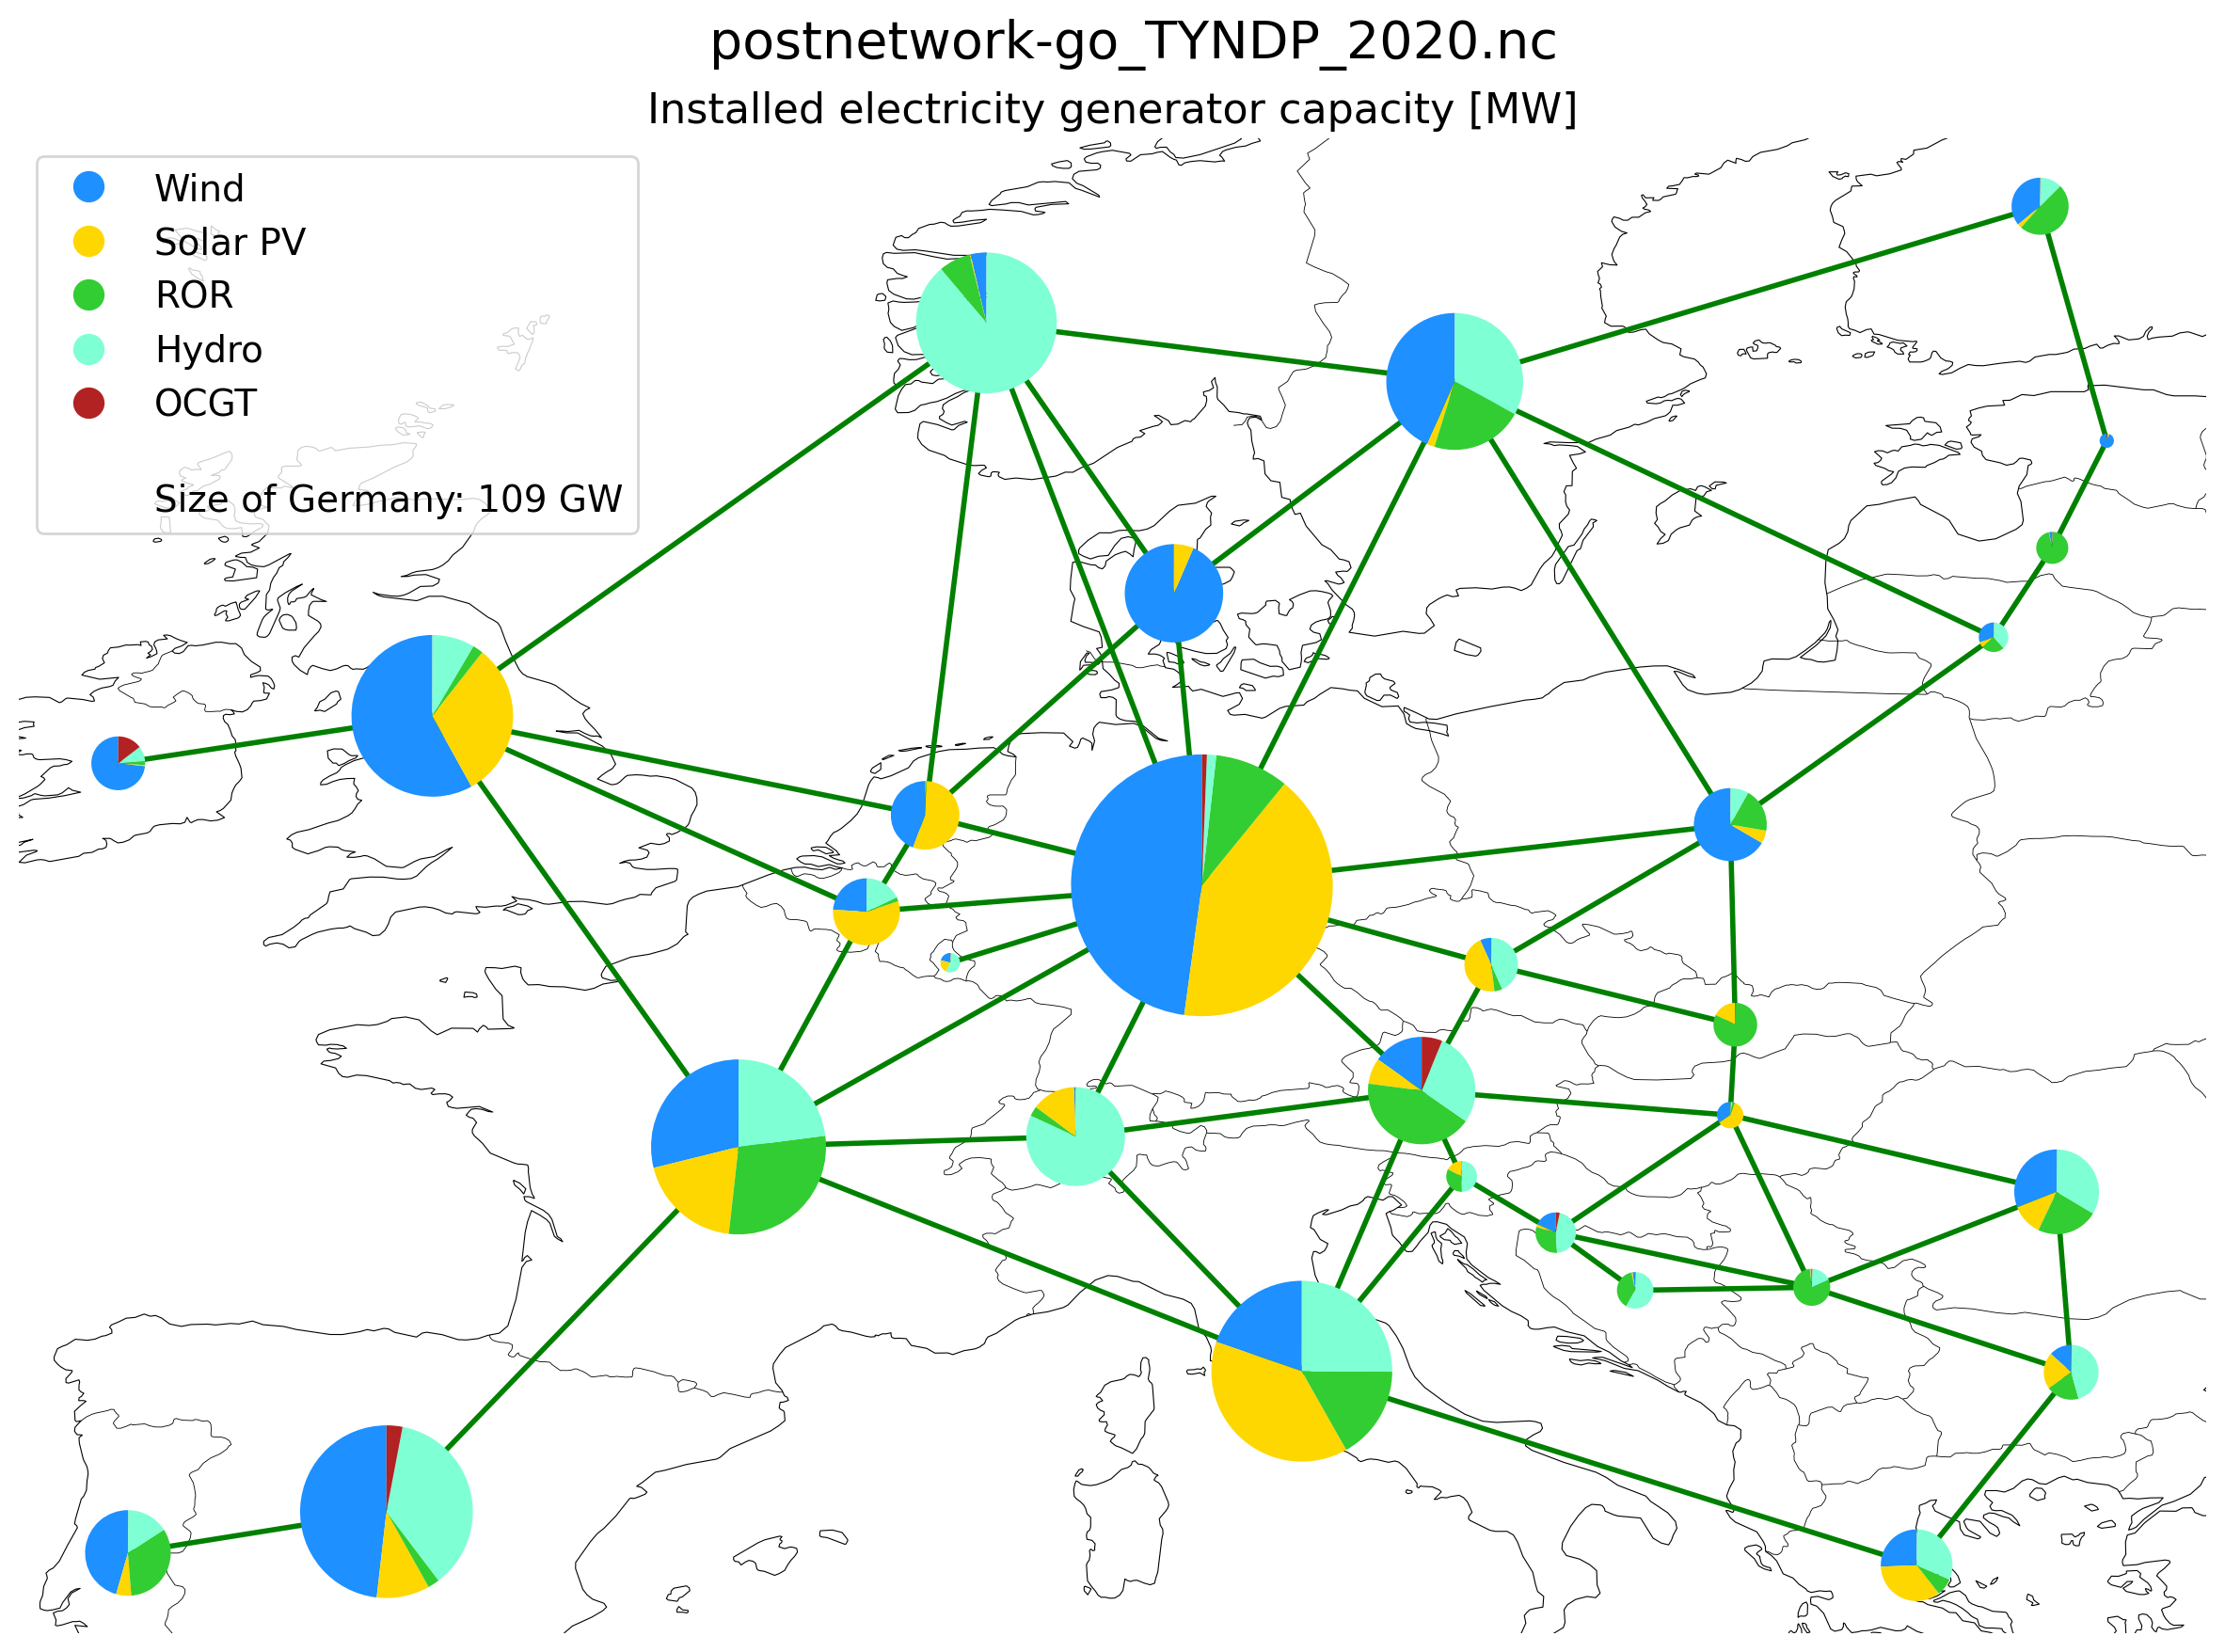 postnetwork-go_TYNDP_2020.nc
Installed electricity generator capacity [MW]
Wind
Solar PV
ROR
Hydro
OCGT
Size of Germany: 109 GW